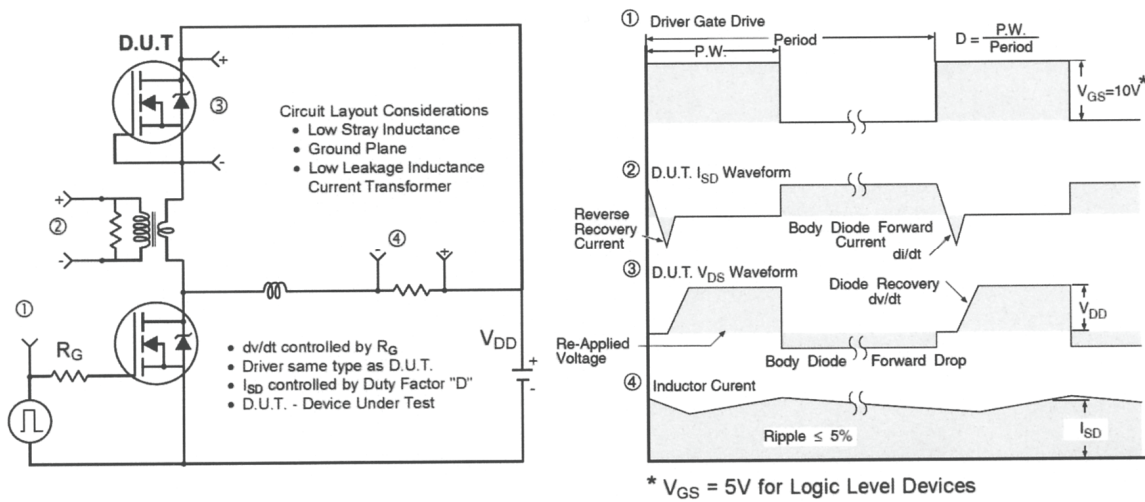 D.U.T
+
③
-
Circuit Layout Considerations
• Low Stray Inductance
• Ground Plane
• Low Leakage Inductance
Current Transformer
+
②
-
④
-
+
①
R_G
V_DD
+
-
• dv/dt controlled by R_G
• Driver same type as D.U.T.
• I_SD controlled by Duty Factor "D"
• D.U.T. - Device Under Test
① Driver Gate Drive
P.W.
Period
D = P.W. / Period
V_GS=10V *
② D.U.T. I_SD Waveform
Reverse
Recovery
Current
Body Diode Forward
Current
di/dt
③ D.U.T. V_DS Waveform
Diode Recovery
dv/dt
V_DD
Re-Applied
Voltage
Body Diode Forward Drop
④ Inductor Curent
Ripple ≤ 5%
I_SD
* V_GS = 5V for Logic Level Devices